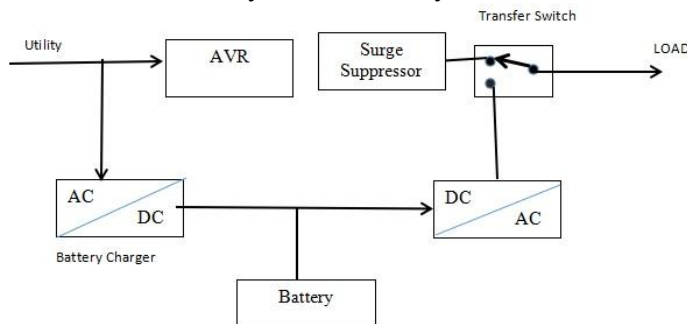 Transfer Switch
Utility
AVR
Surge
Suppressor
LOAD
AC
DC
DC
AC
Battery Charger
Battery